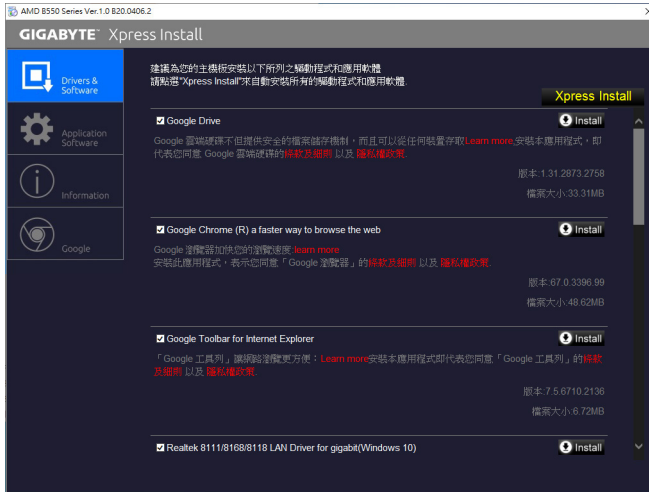 AMD B550 Series Ver.1.0 B20.0406.2
GIGABYTE™ Xpress Install
Drivers &
Software
Application
Software
Information
Google
建議為您的主機板安裝以下所列之驅動程式和應用軟體
請點選"Xpress Install"來自動安裝所有的驅動程式和應用軟體.
Xpress Install
Google Drive
Install
Google 雲端硬碟不但提供安全的檔案儲存機制，而且可以從任何裝置存取Learn more,安裝本應用程式，即
代表您同意 Google 雲端硬碟的條款及細則 以及 隱私權政策.
版本:1.31.2873.2758
檔案大小:33.31MB
Google Chrome (R) a faster way to browse the web
Install
Google 瀏覽器加快您的瀏覽速度.learn more
安裝此應用程式，表示您同意「Google 瀏覽器」的條款及細則 以及 隱私權政策.
版本:67.0.3396.99
檔案大小:48.62MB
Google Toolbar for Internet Explorer
Install
「Google 工具列」讓網路瀏覽更方便：Learn more安裝本應用程式即代表您同意「Google 工具列」的條款
及細則 以及 隱私權政策.
版本:7.5.6710.2136
檔案大小:6.72MB
Realtek 8111/8168/8118 LAN Driver for gigabit(Windows 10)
Install